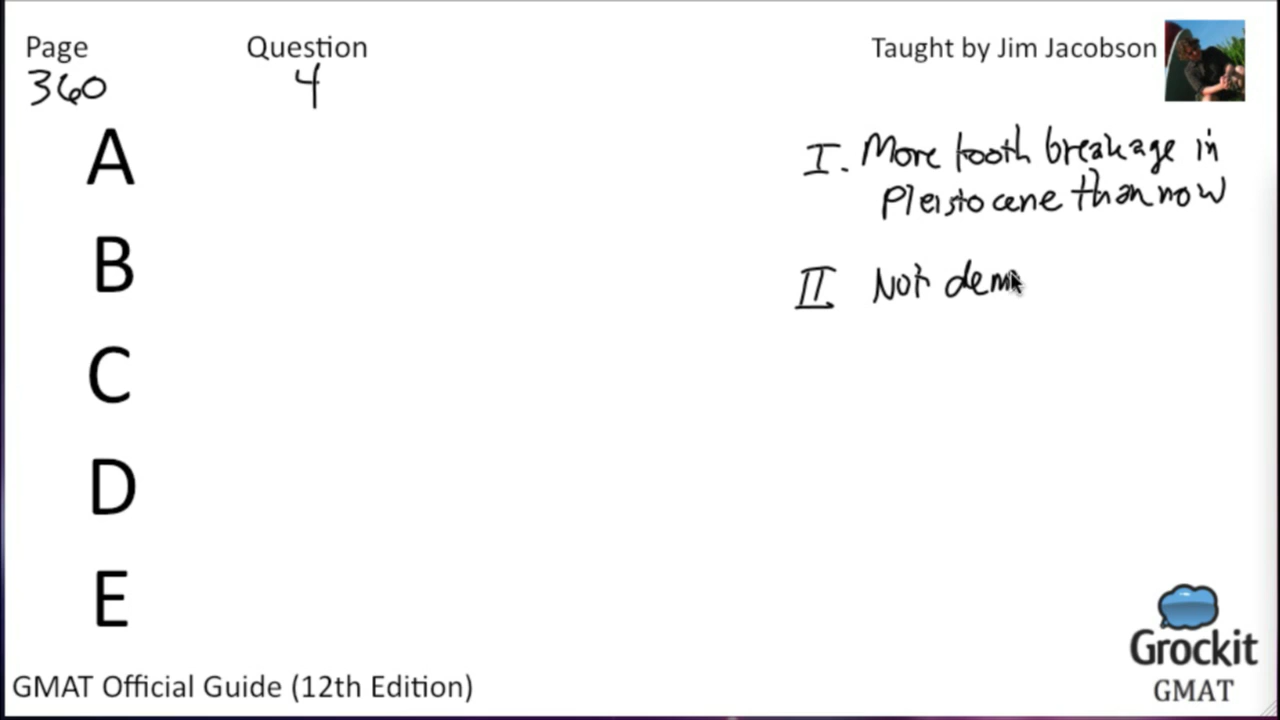 Page Question Taught by Jim Jacobson
360 4
A
B
C
D
E
I. More tooth breakage in
Pleistocene than now
II. Not dem
Grockit
GMAT
GMAT Official Guide (12th Edition)